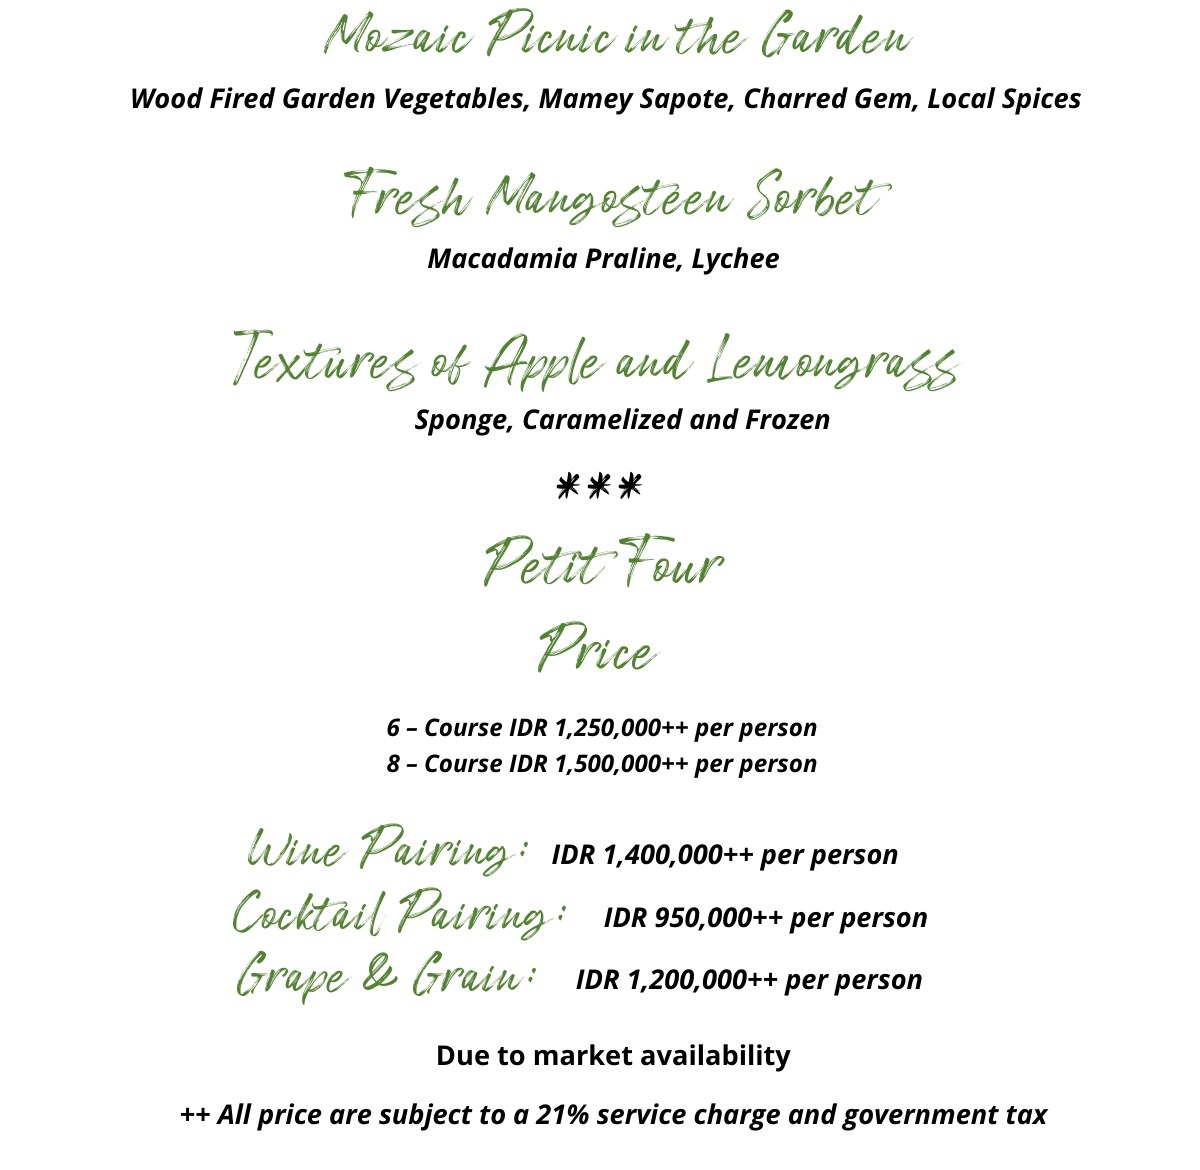 Mozaic Picnic in the Garden
Wood Fired Garden Vegetables, Mamey Sapote, Charred Gem, Local Spices
Fresh Mangosteen Sorbet
Macadamia Praline, Lychee
Textures of Apple and Lemongrass
Sponge, Caramelized and Frozen
***
Petit Four
Price
6 – Course IDR 1,250,000++ per person
8 – Course IDR 1,500,000++ per person
Wine Pairing: IDR 1,400,000++ per person
Cocktail Pairing: IDR 950,000++ per person
Grape & Grain: IDR 1,200,000++ per person
Due to market availability
++ All price are subject to a 21% service charge and government tax